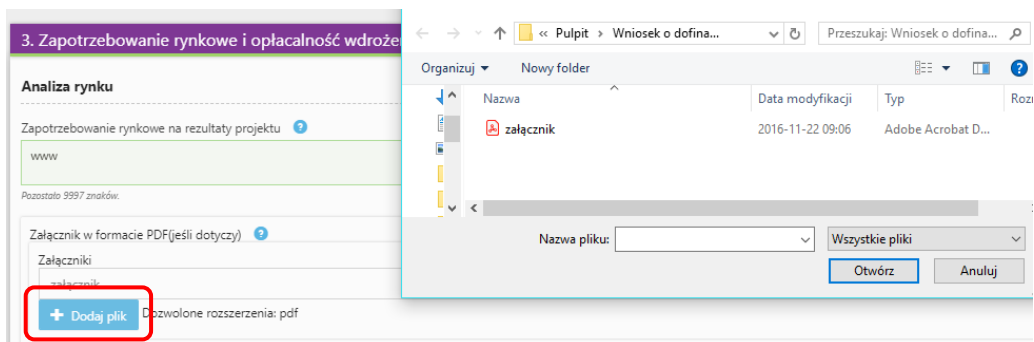 3. Zapotrzebowanie rynkowe i opłacalność wdroże
Analiza rynku
Zapotrzebowanie rynkowe na rezultaty projektu ?
www
Pozostało 9997 znaków.
Załącznik w formacie PDF(jeśli dotyczy) ?
Załączniki
załącznik
+ Dodaj plik Dozwolone rozszerzenia: pdf
« Pulpit › Wniosek o dofina... Przeszukaj: Wniosek o dofina...
Organizuj Nowy folder ?
Nazwa Data modyfikacji Typ Rozm
załącznik 2016-11-22 09:06 Adobe Acrobat D...
Nazwa pliku: Wszystkie pliki
Otwórz Anuluj